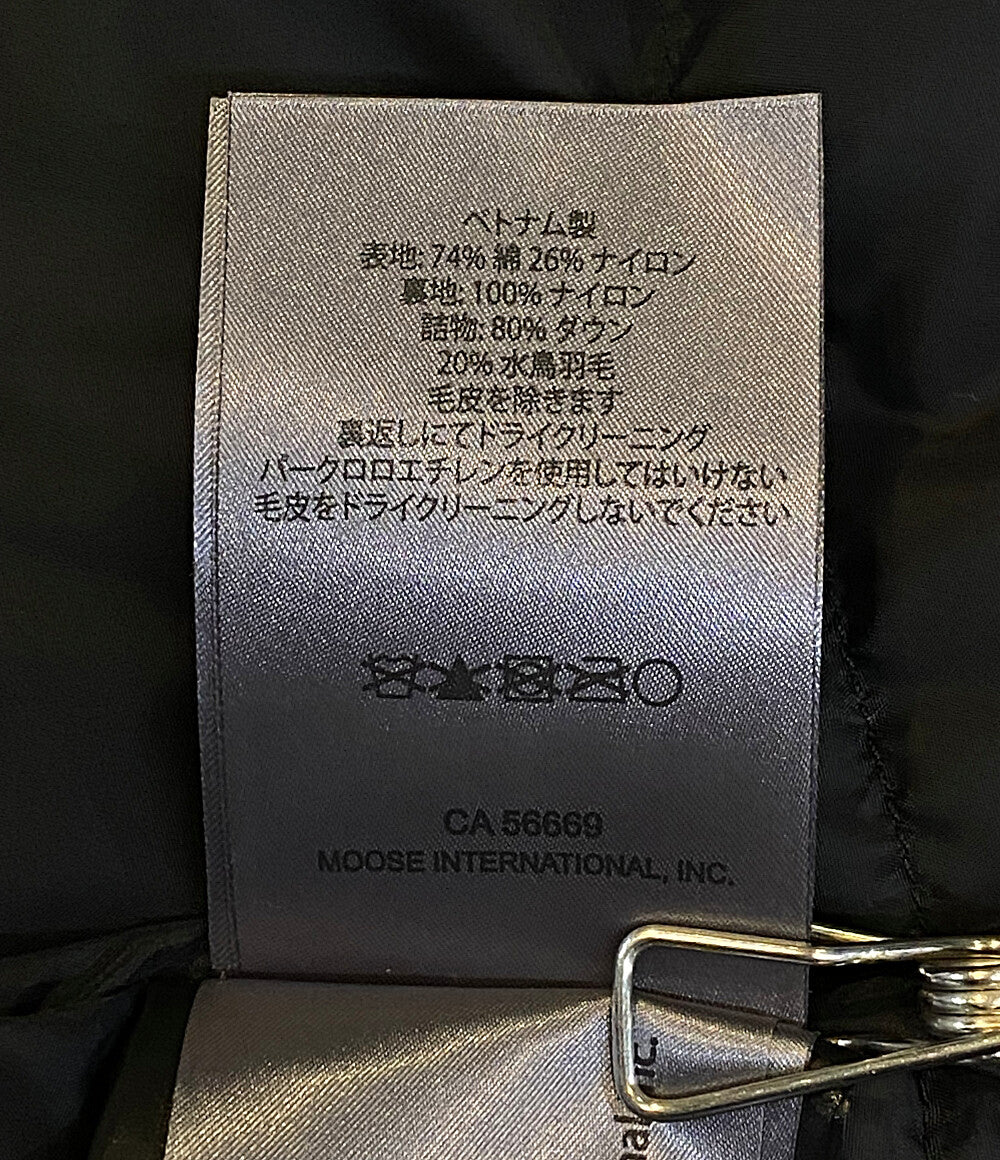 ベトナム製
表地: 74% 綿 26% ナイロン
裏地: 100% ナイロン
詰物: 80% ダウン
20% 水鳥羽毛
毛皮を除きます
裏返しにてドライクリーニング
パークロロエチレンを使用してはいけない
毛皮をドライクリーニングしないでください
CA 56669
MOOSE INTERNATIONAL, INC.